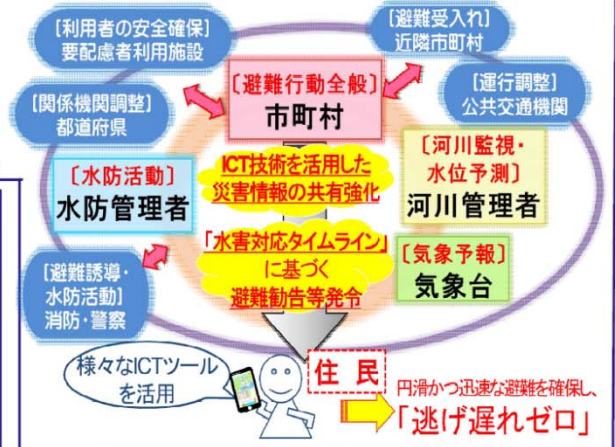 [利用者の安全確保]
要配慮者利用施設
[避難受入れ]
近隣市町村
[関係機関調整]
都道府県
[避難行動全般]
市町村
[運行調整]
公共交通機関
[水防活動]
水防管理者
ICT技術を活用した
災害情報の共有強化
[河川監視・
水位予測]
河川管理者
「水害対応タイムライン」
に基づく
避難勧告等発令
[気象予報]
気象台
[避難誘導・
水防活動]
消防・警察
様々なICTツール
を活用
住民
円滑かつ迅速な避難を確保し、
「逃げ遅れゼロ」